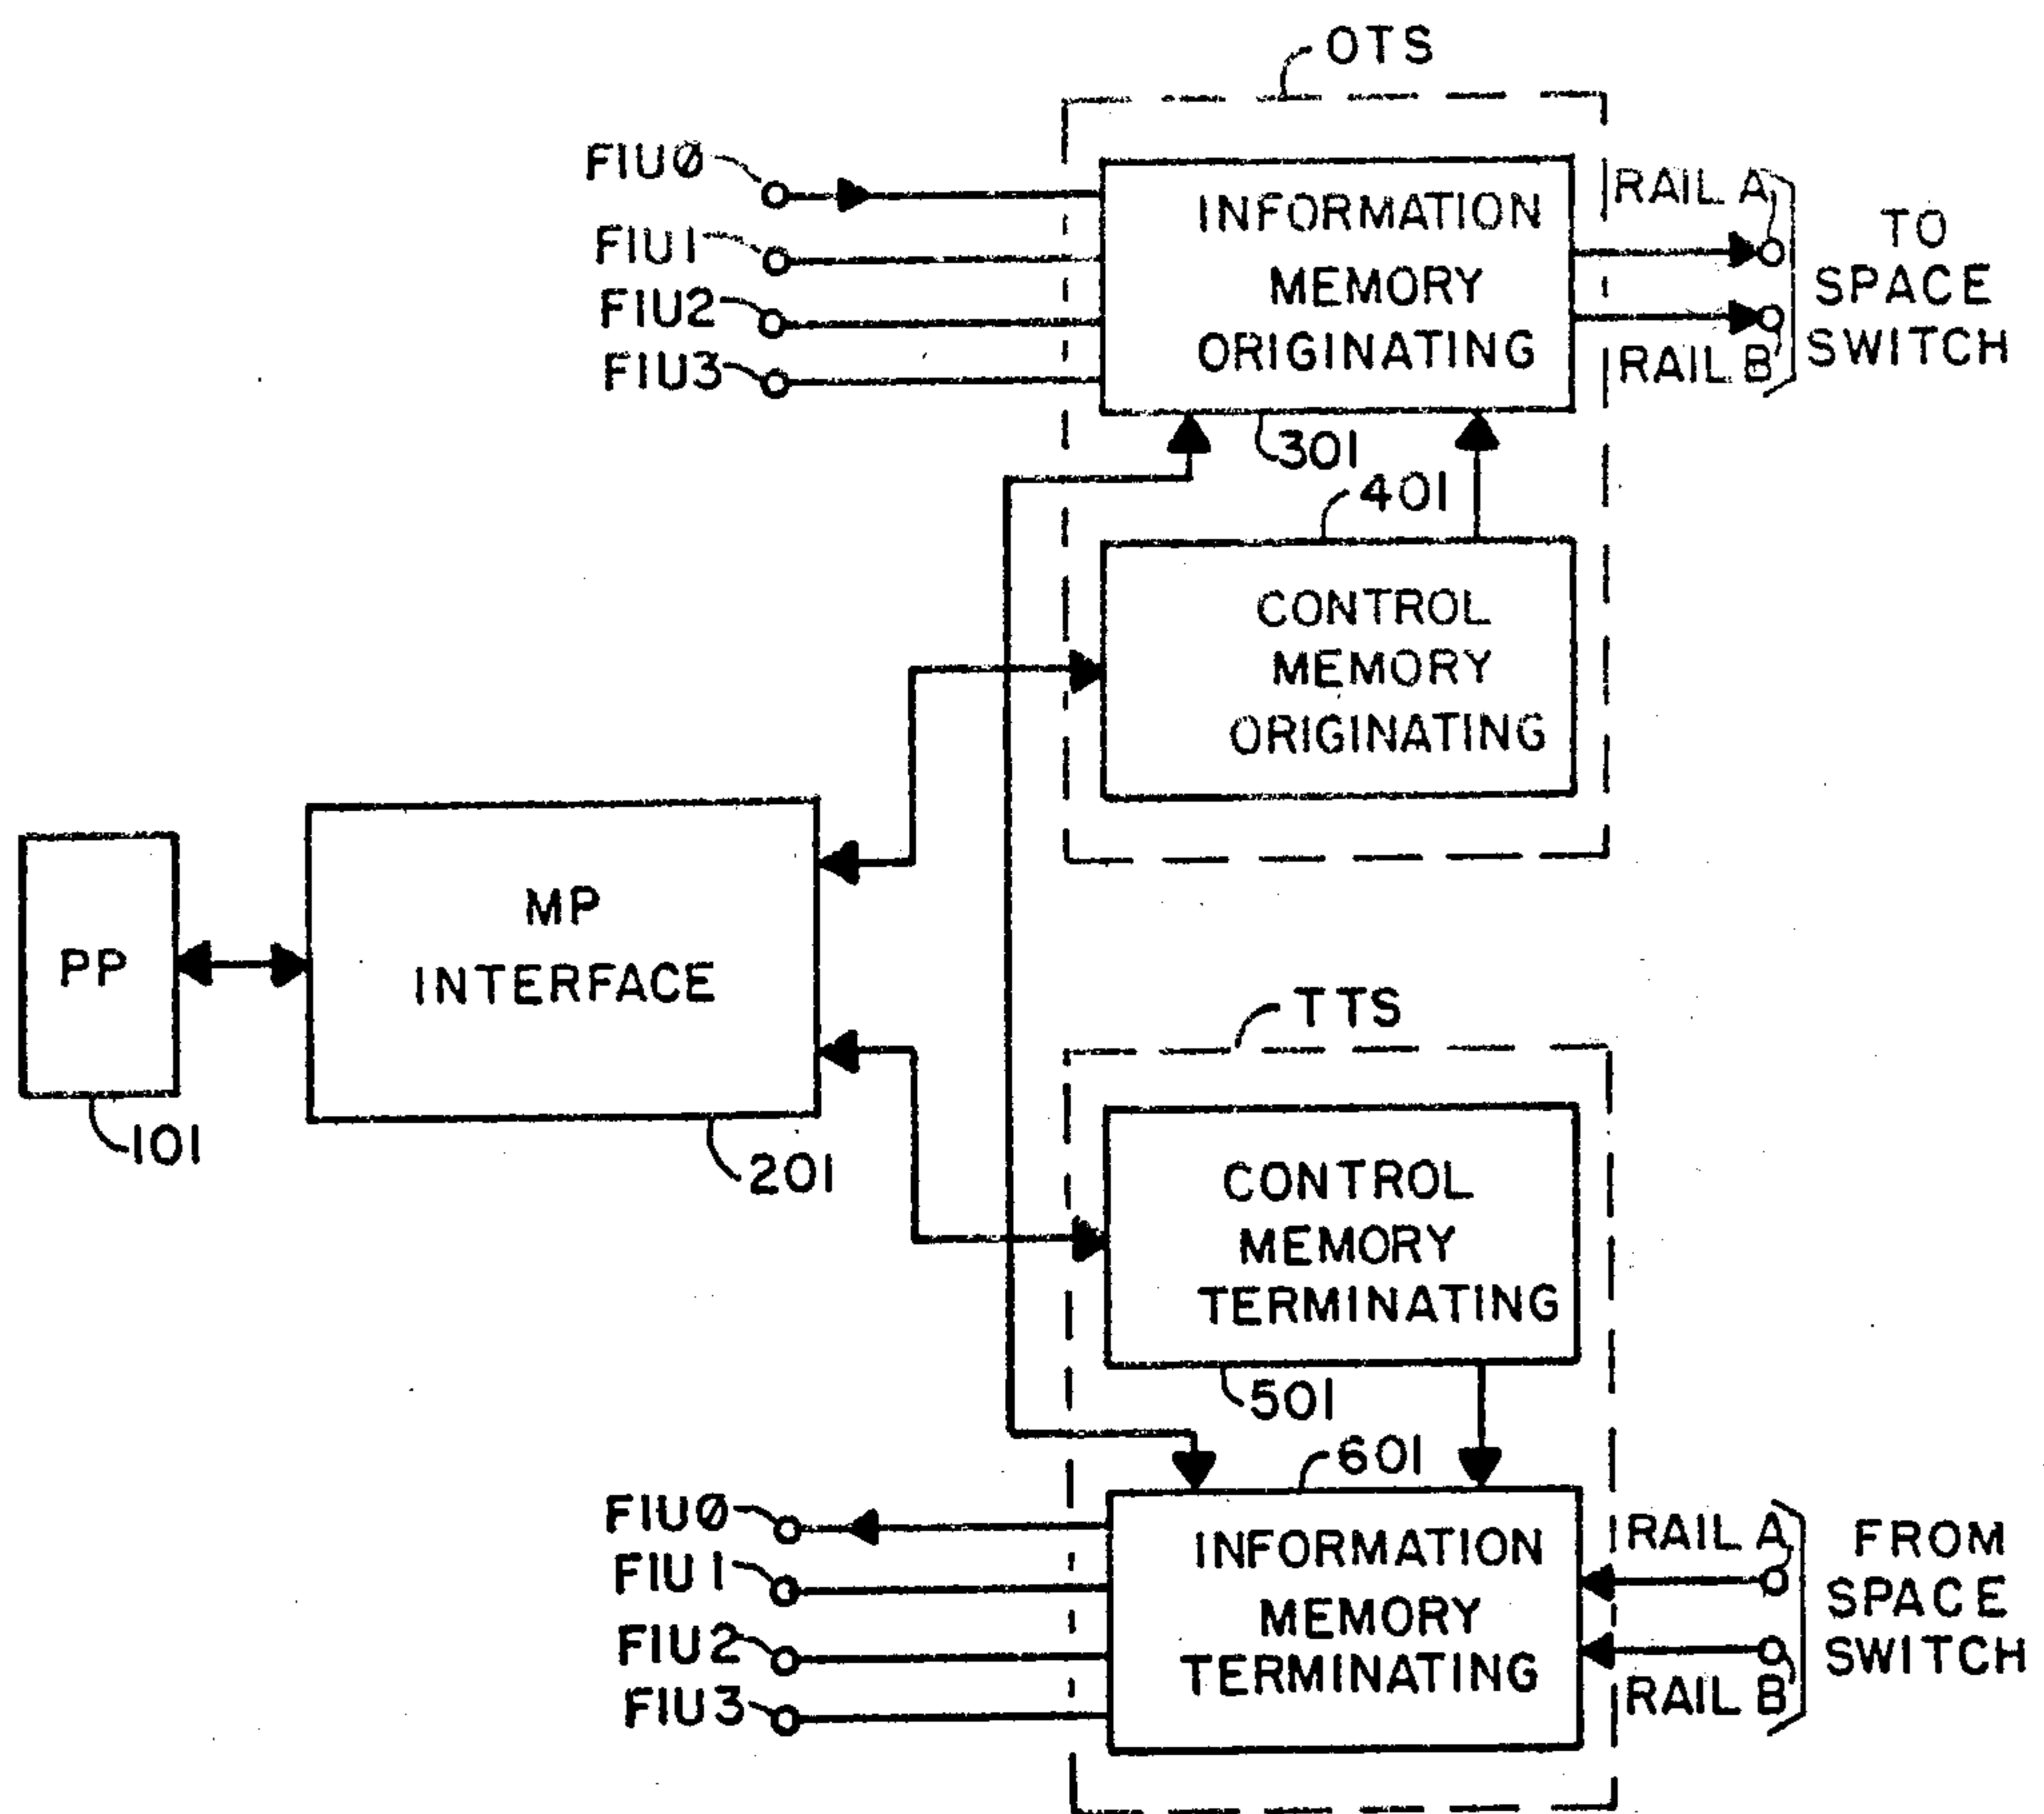 OTS
FIUØ
FIU1
FIU2
FIU3
INFORMATION
MEMORY
ORIGINATING
RAIL A
RAIL B
TO
SPACE
SWITCH
301
401
CONTROL
MEMORY
ORIGINATING
PP
101
MP
INTERFACE
201
TTS
CONTROL
MEMORY
TERMINATING
501
601
FIUØ
FIU1
FIU2
FIU3
INFORMATION
MEMORY
TERMINATING
RAIL A
RAIL B
FROM
SPACE
SWITCH